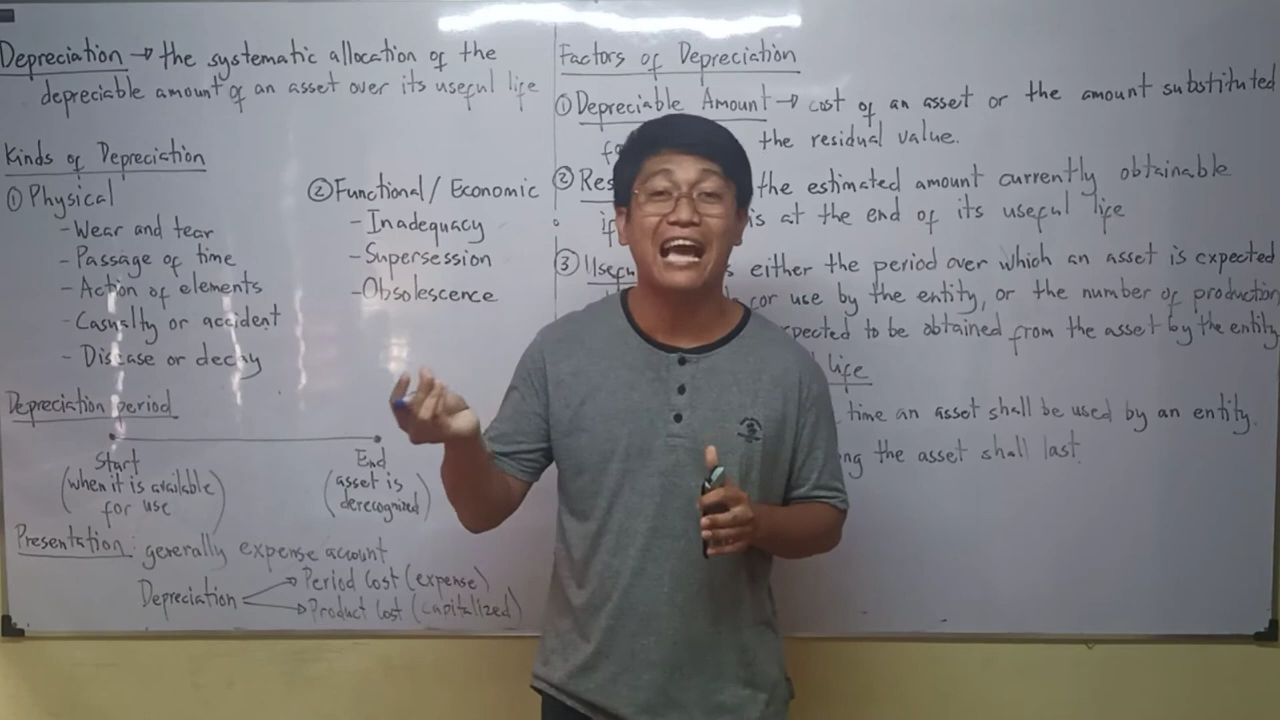 Depreciation → the systematic allocation of the
depreciable amount of an asset over its useful life
Kinds of Depreciation
① Physical
- Wear and tear
- Passage of time
- Action of elements
- Casualty or accident
- Disease or decay
② Functional / Economic
- Inadequacy
- Supersession
- Obsolescence
Depreciation period
Start
(when it is available
for use)
End
(asset is
derecognized)
Presentation: generally expense account
Depreciation
Period Cost (expense)
Product Cost (capitalized)
Factors of Depreciation
① Depreciable Amount → cost of an asset or the amount substituted
the residual value.
② the estimated amount currently obtainable
is at the end of its useful life
③ either the period over which an asset is expected
for use by the entity, or the number of production
to be obtained from the asset by the entity
life
time an asset shall be used by an entity.
the asset shall last.